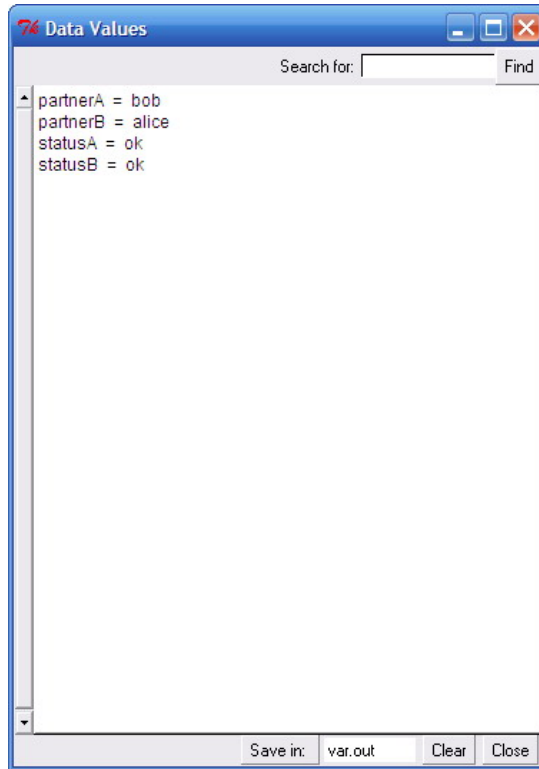 Data Values
Search for: Find
partnerA = bob
partnerB = alice
statusA = ok
statusB = ok
Save in: var.out Clear Close